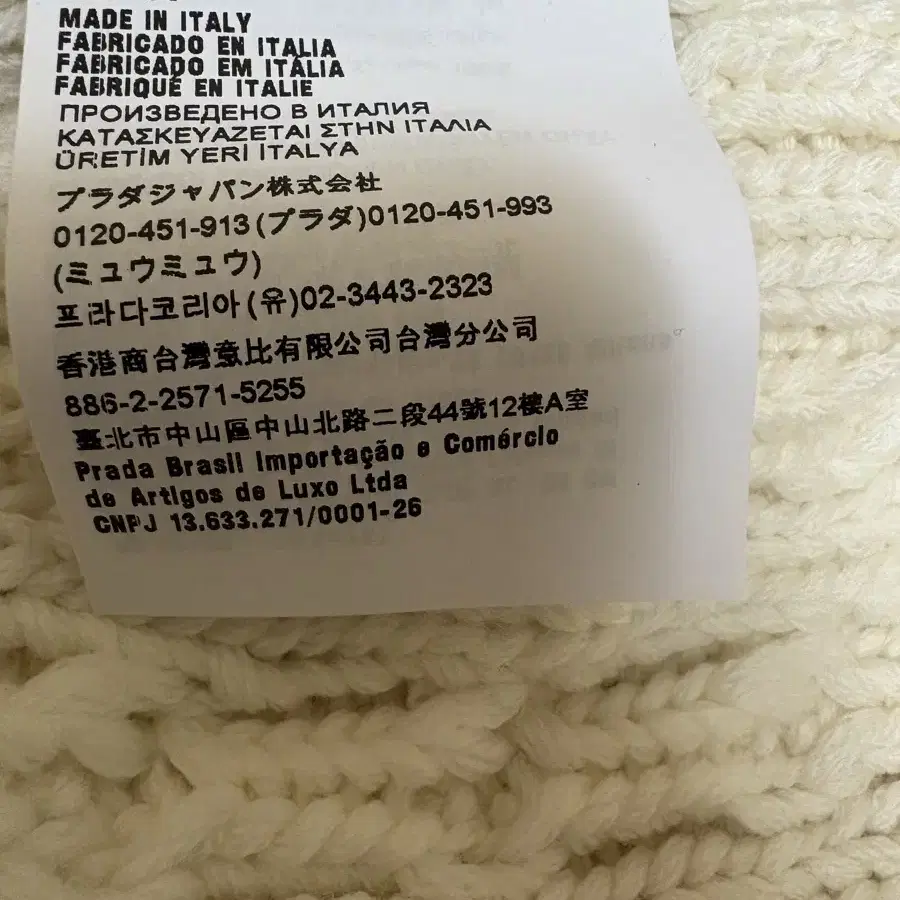 MADE IN ITALY
FABRICADO EN ITALIA
FABRICADO EM ITÁLIA
FABRIQUÉ EN ITALIE
ПРОИЗВЕДЕНО В ИТАЛИЯ
ΚΑΤΑΣΚΕΥΑΖΕΤΑΙ ΣΤΗΝ ΙΤΑΛΙΑ
ÜRETİM YERİ İTALYA
プラダジャパン株式会社
0120-451-913(プラダ)0120-451-993
(ミュウミュウ)
프라다코리아(유)02-3443-2323
香港商台灣意比有限公司台灣分公司
886-2-2571-5255
臺北市中山區中山北路二段44號12樓A室
Prada Brasil Importação e Comércio
de Artigos de Luxo Ltda
CNPJ 13.633.271/0001-26